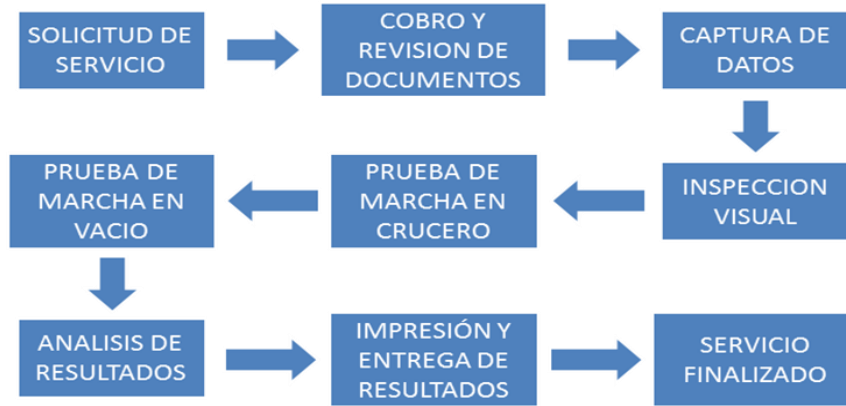 SOLICITUD DE
SERVICIO
COBRO Y
REVISION DE
DOCUMENTOS
CAPTURA DE
DATOS
INSPECCION
VISUAL
PRUEBA DE
MARCHA EN
CRUCERO
PRUEBA DE
MARCHA EN
VACIO
ANALISIS DE
RESULTADOS
IMPRESIÓN Y
ENTREGA DE
RESULTADOS
SERVICIO
FINALIZADO